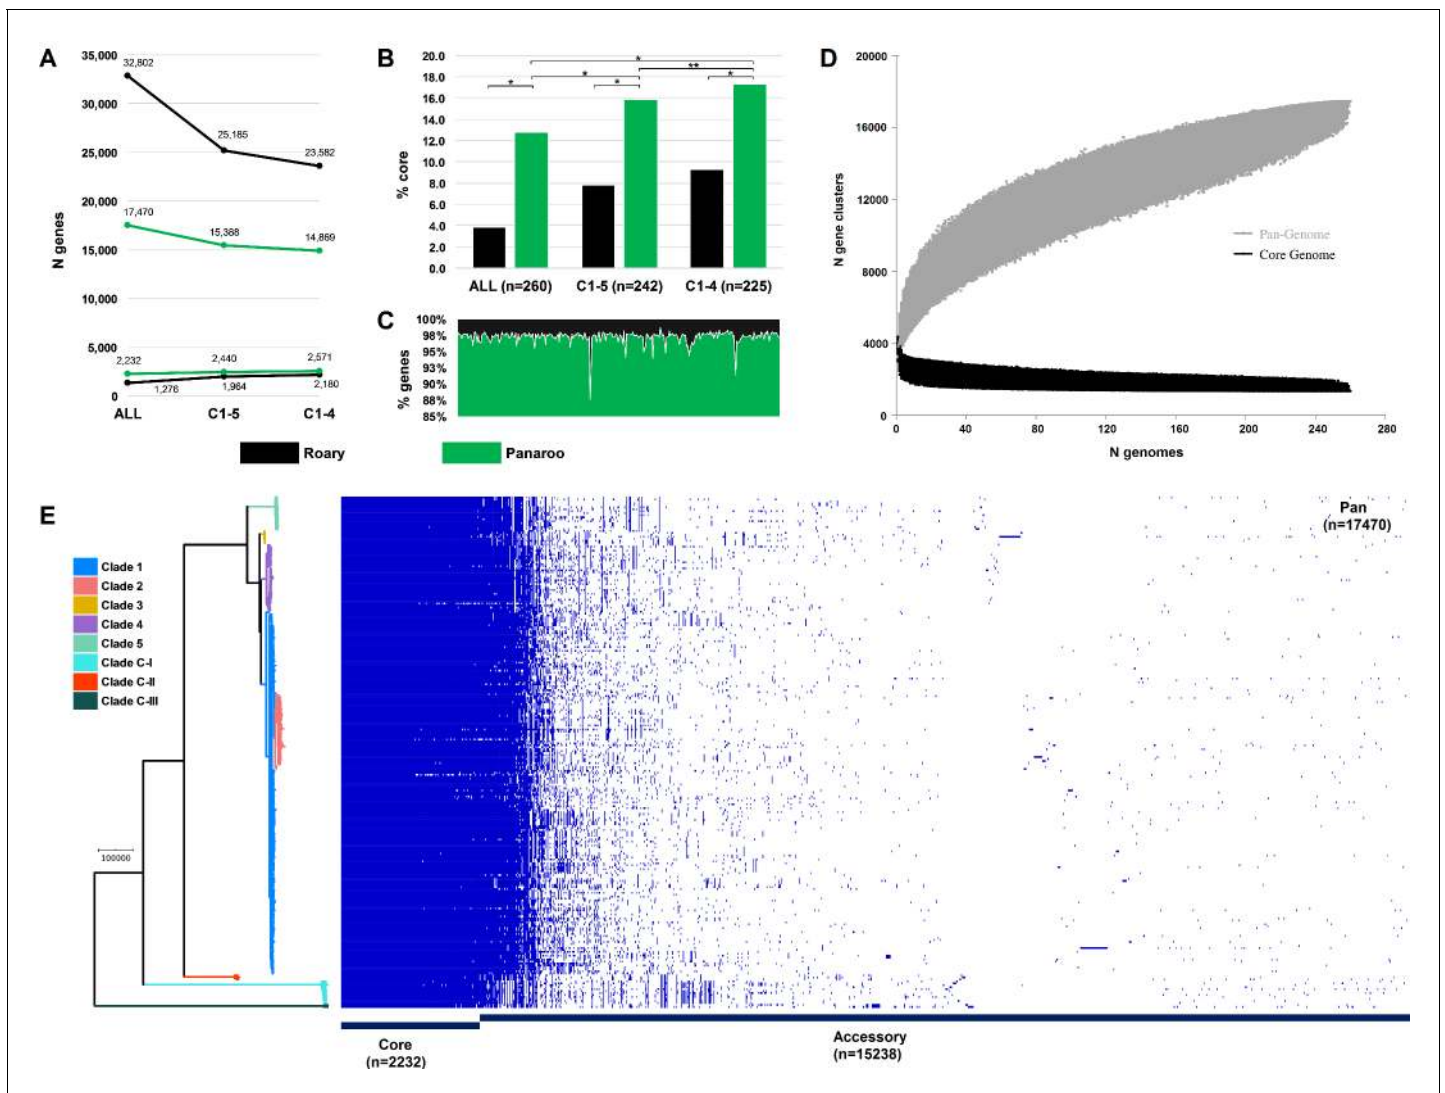 A
N genes
35,000
30,000
25,000
20,000
15,000
10,000
5,000
0
32,802
25,185
23,582
17,470
15,388
14,869
2,232
2,440
2,571
1,276
1,964
2,180
ALL C1-5 C1-4
B
% core
20.0
18.0
16.0
14.0
12.0
10.0
8.0
6.0
4.0
2.0
0.0
*
**
* *
* * *
ALL (n=260) C1-5 (n=242) C1-4 (n=225)
C
% genes
100%
98%
95%
93%
90%
88%
85%
Roary Panaroo
D
N gene clusters
20000
16000
12000
8000
4000
0
Pan-Genome
Core Genome
0 40 80 120 160 200 240 280
N genomes
E
Clade 1
Clade 2
Clade 3
Clade 4
Clade 5
Clade C-I
Clade C-II
Clade C-III
100000
Pan
(n=17470)
Core
(n=2232)
Accessory
(n=15238)